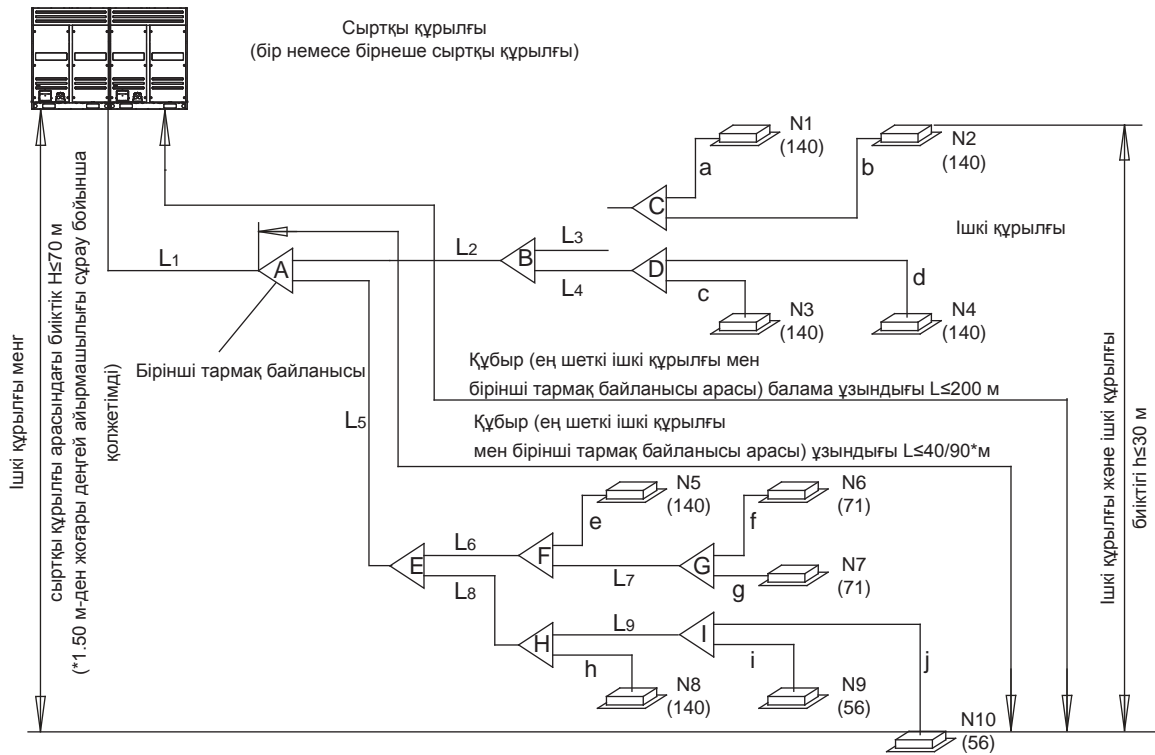 Сыртқы құрылғы
(бір немесе бірнеше сыртқы құрылғы)
N1
(140)
N2
(140)
a
b
C
Ішкі құрылғы
L1
A
L2
B
L3
L4
D
c
d
N3
(140)
N4
(140)
Бірінші тармақ байланысы
Құбыр (ең шеткі ішкі құрылғы мен
бірінші тармақ байланысы арасы) балама ұзындығы L≤200 м
Құбыр (ең шеткі ішкі құрылғы
мен бірінші тармақ байланысы арасы) ұзындығы L≤40/90*м
L5
N5
(140)
N6
(71)
e
f
E
L6
F
L7
G
g
N7
(71)
L8
H
L9
I
h
i
j
N8
(140)
N9
(56)
N10
(56)
Ішкі құрылғы менг
сыртқы құрылғы арасындағы биіктік H≤70 м
(*1.50 м-ден жоғары деңгей айырмашылығы сұрау бойынша
қолжетімді)
Ішкі құрылғы және ішкі құрылғы
биіктігі h≤30 м